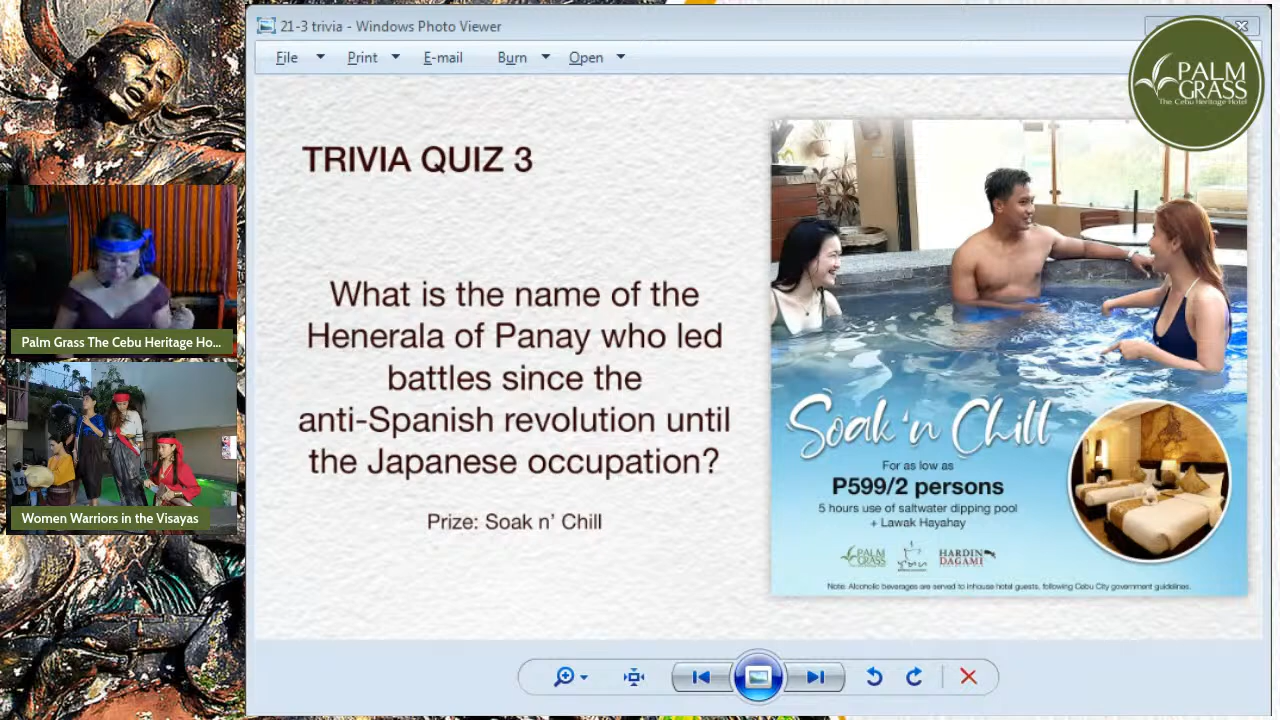 21-3 trivia - Windows Photo Viewer
File
Print
E-mail
Burn
Open
PALM
GRASS
The Cebu Heritage Hotel
TRIVIA QUIZ 3
What is the name of the
Henerala of Panay who led
battles since the
anti-Spanish revolution until
the Japanese occupation?
Prize: Soak n' Chill
Soak 'n Chill
For as low as
P599/2 persons
5 hours use of saltwater dipping pool
+ Lawak Hayahay
PALM
GRASS
HARDIN
DAGAMI
Note: Alcoholic beverages are served to inhouse hotel guests, following Cebu City government guidelines.
Palm Grass The Cebu Heritage Ho...
Women Warriors in the Visayas